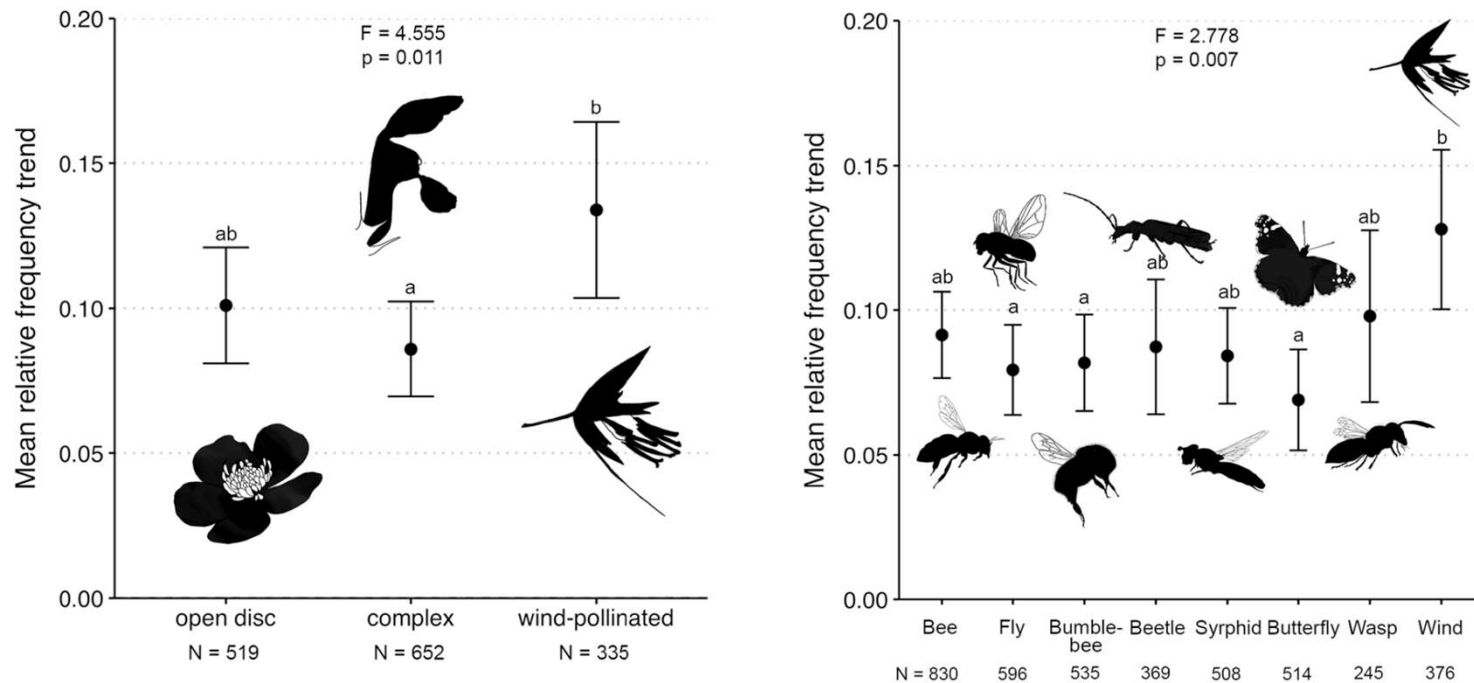 Mean relative frequency trend
0.20
0.15
0.10
0.05
0.00
F = 4.555
p = 0.011
ab
a
b
open disc complex wind-pollinated
N = 519 N = 652 N = 335
Mean relative frequency trend
0.20
0.15
0.10
0.05
0.00
F = 2.778
p = 0.007
ab
a
a
ab
ab
a
ab
b
Bee Fly Bumble- Beetle Syrphid Butterfly Wasp Wind
bee
N = 830 596 535 369 508 514 245 376